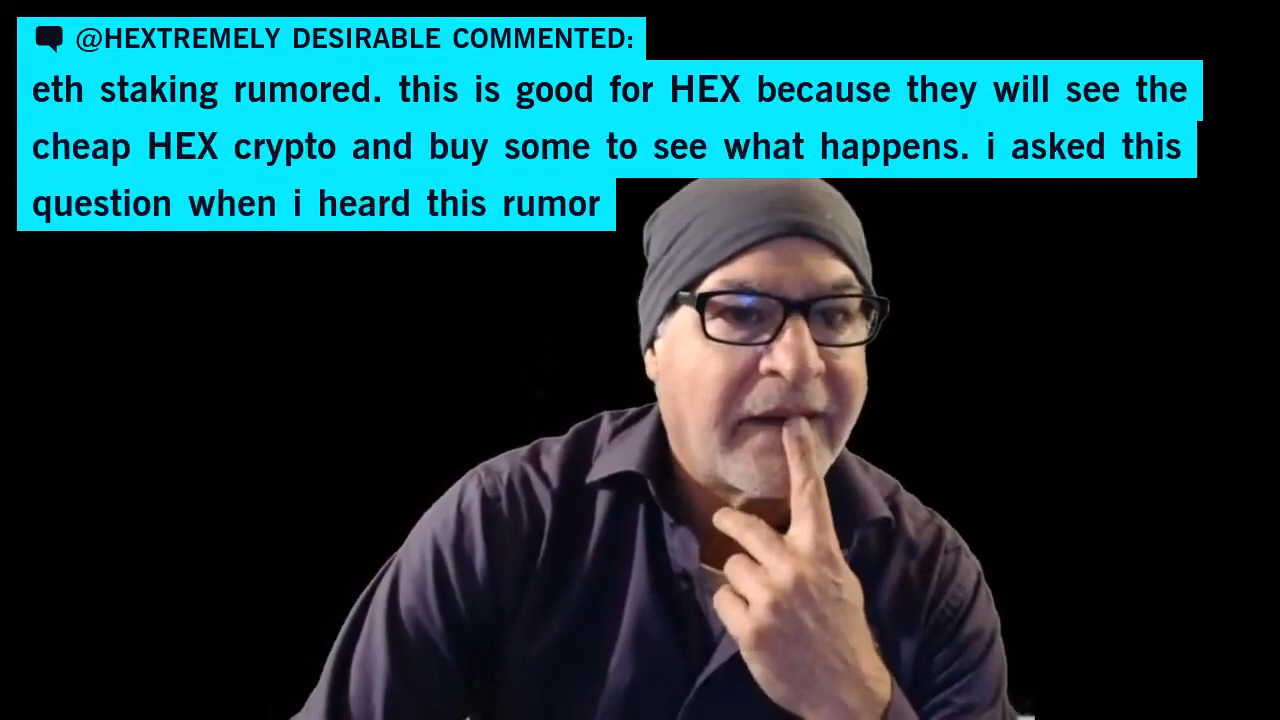 @HEXTREMELY DESIRABLE COMMENTED:
eth staking rumored. this is good for HEX because they will see the
cheap HEX crypto and buy some to see what happens. i asked this
question when i heard this rumor